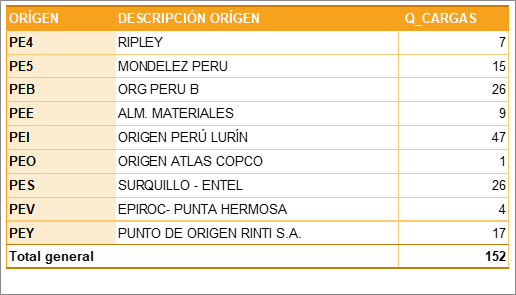 ORÍGEN DESCRIPCIÓN ORÍGEN Q_CARGAS
PE4 RIPLEY 7
PE5 MONDELEZ PERU 15
PEB ORG PERU B 26
PEE ALM. MATERIALES 9
PEI ORIGEN PERÚ LURÍN 47
PEO ORIGEN ATLAS COPCO 1
PES SURQUILLO - ENTEL 26
PEV EPIROC- PUNTA HERMOSA 4
PEY PUNTO DE ORIGEN RINTI S.A. 17
Total general 152